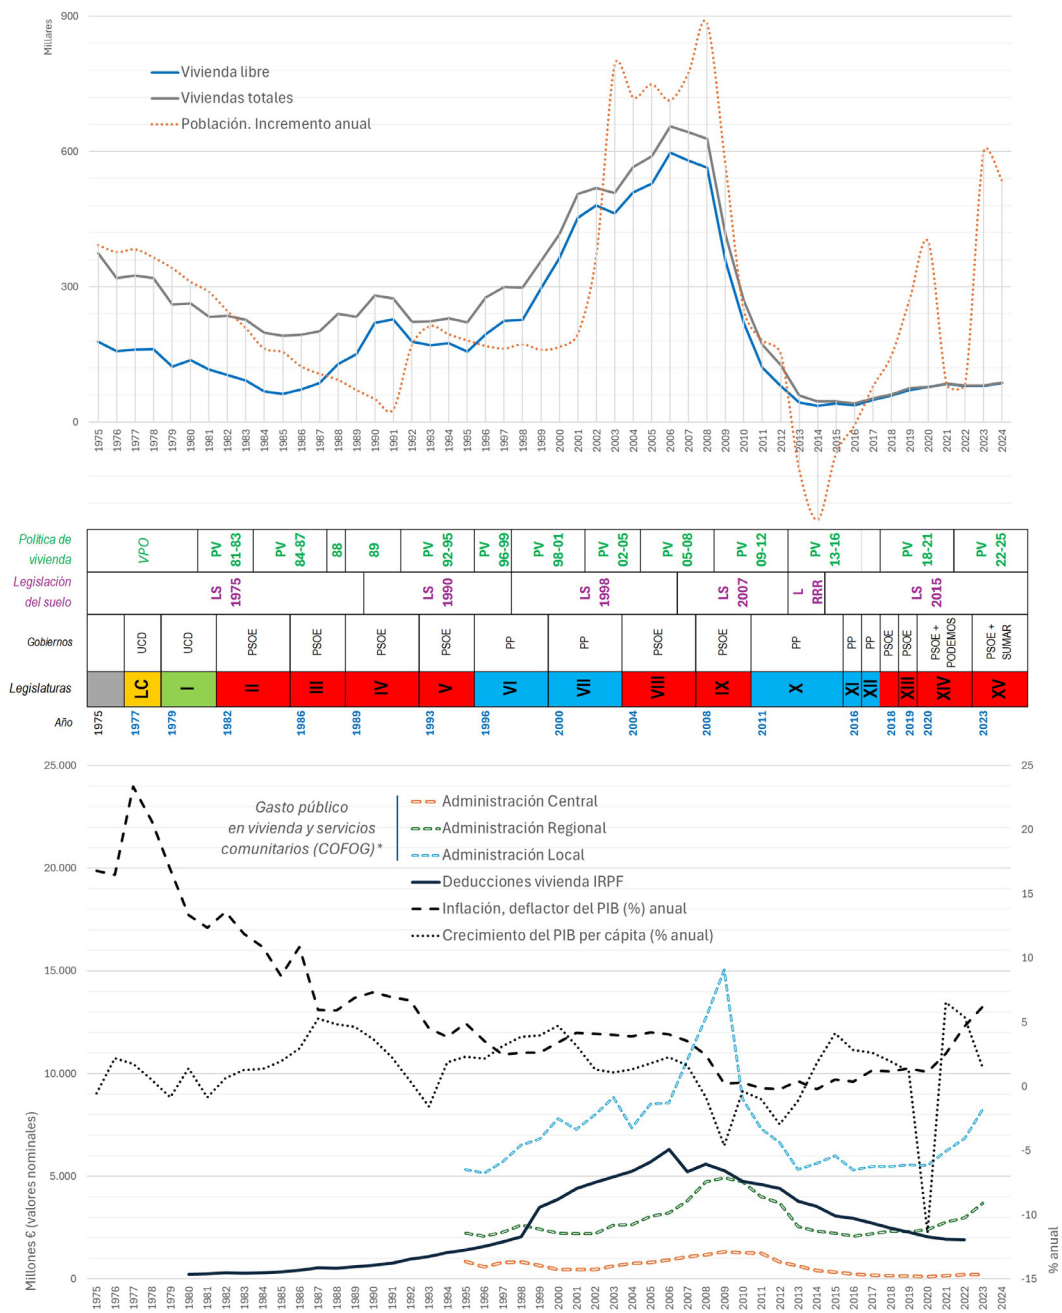 Millares
900
600
300
0
Vivienda libre
Viviendas totales
Población. Incremento anual
1975 1976 1977 1978 1979 1980 1981 1982 1983 1984 1985 1986 1987 1988 1989 1990 1991 1992 1993 1994 1995 1996 1997 1998 1999 2000 2001 2002 2003 2004 2005 2006 2007 2008 2009 2010 2011 2012 2013 2014 2015 2016 2017 2018 2019 2020 2021 2022 2023 2024
Política de vivienda
VPO
PV 81-83
PV 84-87
88
89
PV 92-95
PV 96-99
PV 98-01
PV 02-05
PV 05-08
PV 09-12
PV 13-16
PV 18-21
PV 22-25
Legislación del suelo
LS 1975
LS 1990
LS 1998
LS 2007
L RRR
LS 2015
Gobiernos
UCD UCD PSOE PSOE PSOE PSOE PP PP PSOE PSOE PP PP PP PSOE PSOE PSOE + PODEMOS PSOE + SUMAR
Legislaturas
LC I II III IV V VI VII VIII IX X XI XII XIII XIV XV
Año
1975 1977 1979 1982 1986 1989 1993 1996 2000 2004 2008 2011 2016 2018 2019 2020 2023
25.000
20.000
15.000
10.000
5.000
0
Millones € (valores nominales)
Gasto público
en vivienda y servicios
comunitarios (COFOG)*
Administración Central
Administración Regional
Administración Local
Deducciones vivienda IRPF
Inflación, deflactor del PIB (%) anual
Crecimiento del PIB per cápita (% anual)
25
20
15
10
5
0
-5
-10
-15
% anual
1975 1976 1977 1978 1979 1980 1981 1982 1983 1984 1985 1986 1987 1988 1989 1990 1991 1992 1993 1994 1995 1996 1997 1998 1999 2000 2001 2002 2003 2004 2005 2006 2007 2008 2009 2010 2011 2012 2013 2014 2015 2016 2017 2018 2019 2020 2021 2022 2023 2024